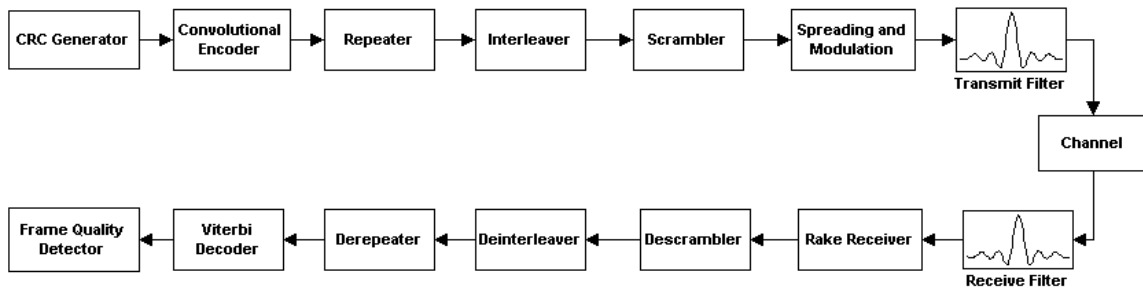 CRC Generator
Convolutional
Encoder
Repeater
Interleaver
Scrambler
Spreading and
Modulation
Transmit Filter
Channel
Frame Quality
Detector
Viterbi
Decoder
Derepeater
Deinterleaver
Descrambler
Rake Receiver
Receive Filter